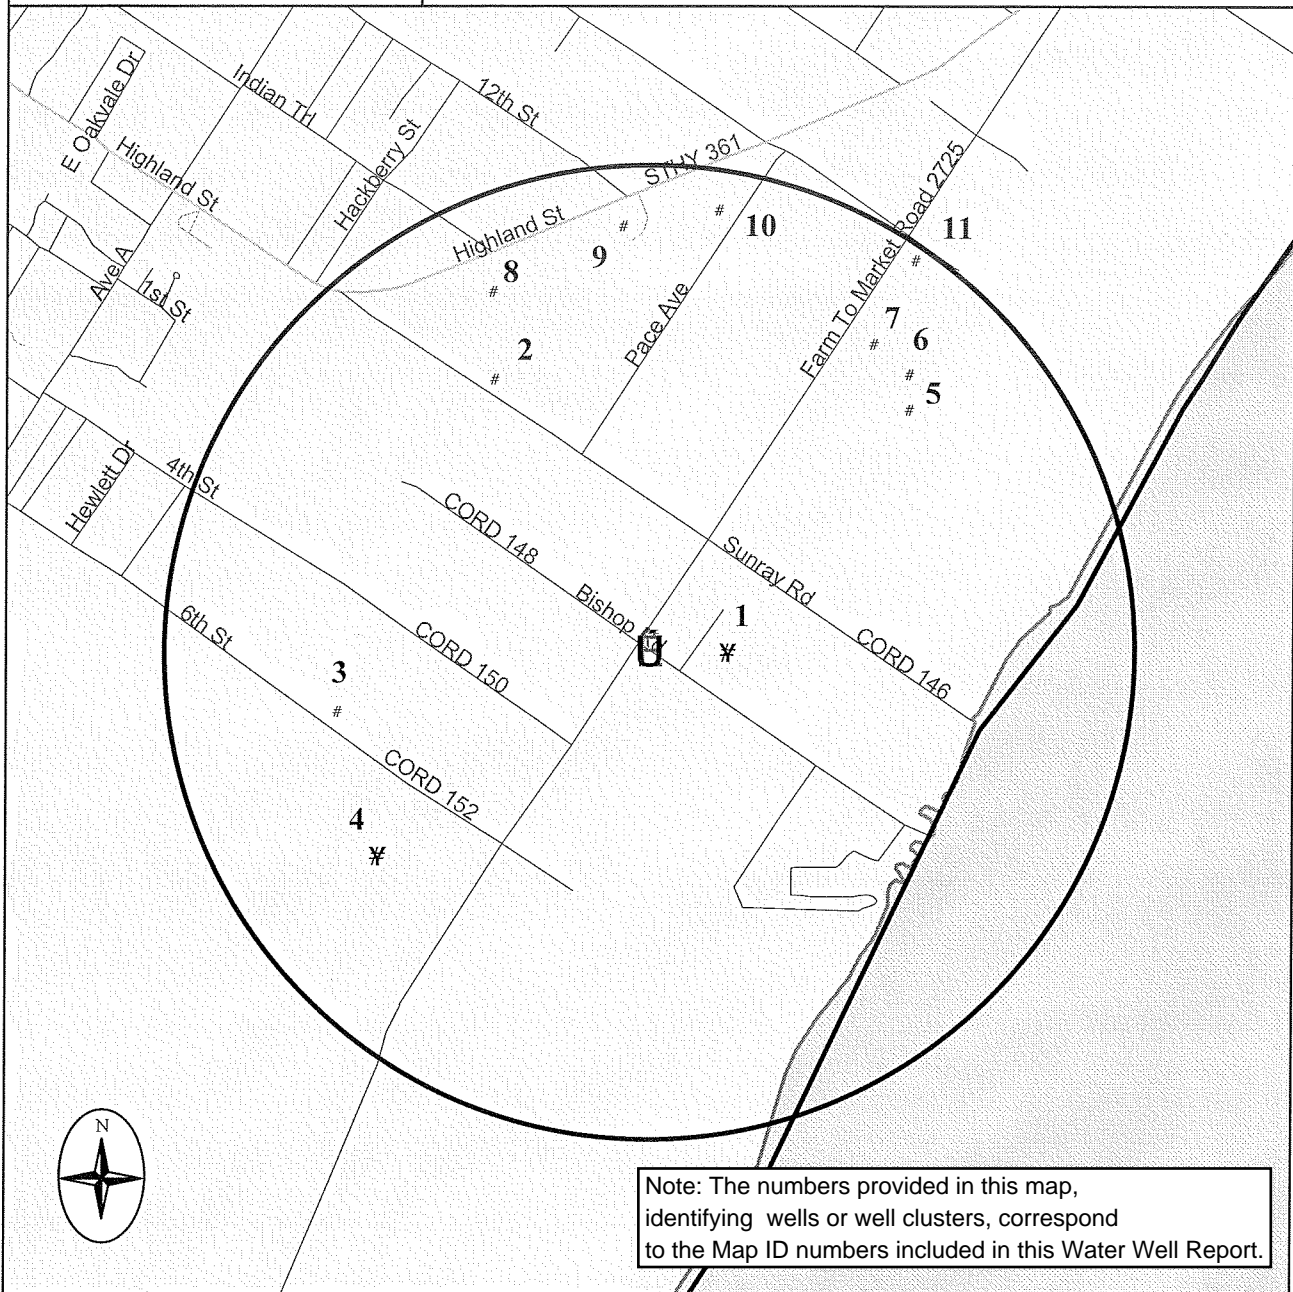 E Oakvale Dr
Indian Trl
12th St
Highland St
Hackberry St
STHY 361
Farm To Market Road 2725
Highland St
10
11
9
8
Ave A
1st St
Pace Ave
7
6
2
5
4th St
Hewlett Dr
CORD 148
Sunray Rd
Bishop
1
¥
6th St
CORD 150
CORD 146
3
CORD 152
4
¥
#
#
#
#
#
#
#
#
#
N
Note: The numbers provided in this map,
identifying wells or well clusters, correspond
to the Map ID numbers included in this Water Well Report.